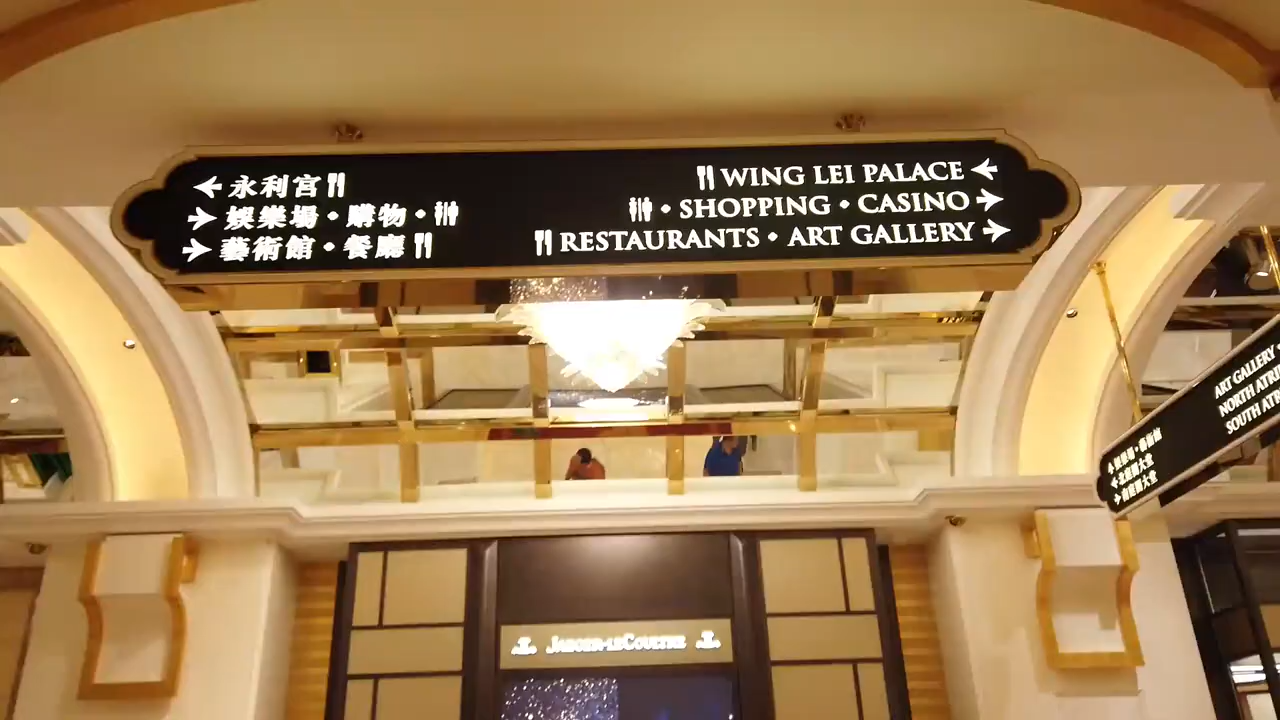 永利宮
娛樂場•購物•
藝術館•餐廳
WING LEI PALACE
• SHOPPING • CASINO
RESTAURANTS • ART GALLERY
ART GALLERY •
NORTH ATRI
SOUTH ATR
JAEGER-LECOULTRE